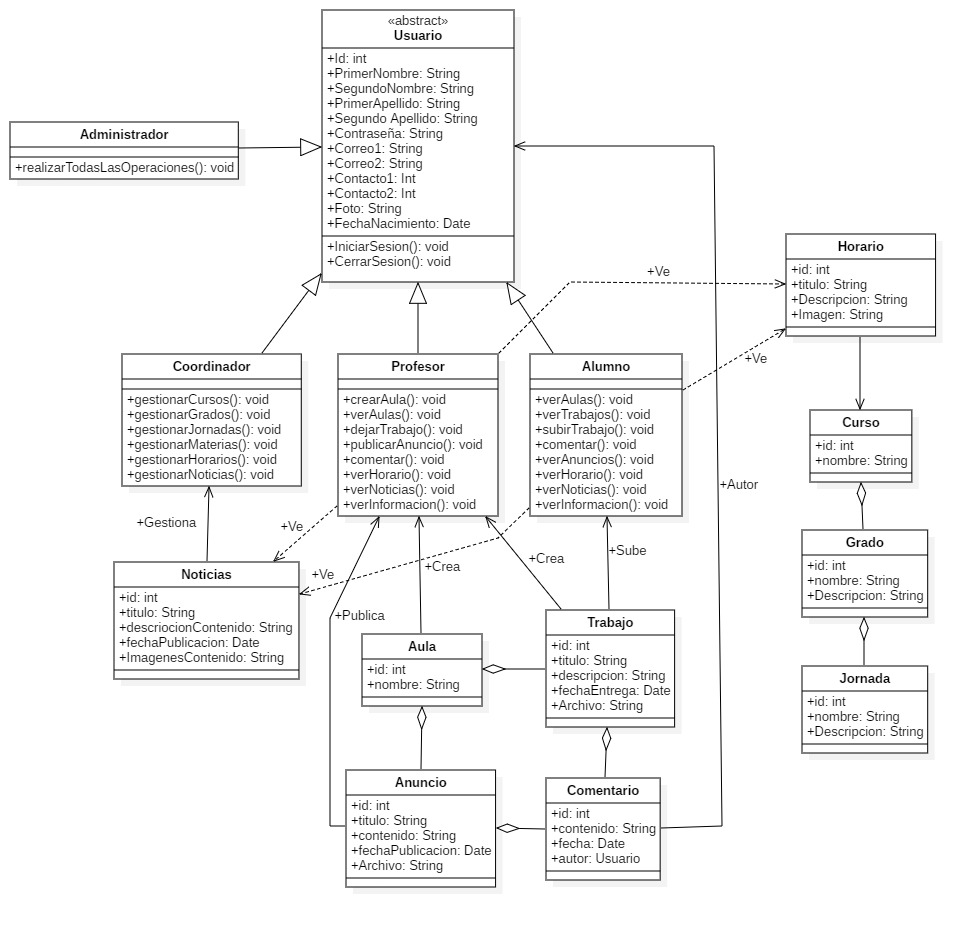 «abstract»
Usuario
+Id: int
+PrimerNombre: String
+SegundoNombre: String
+PrimerApellido: String
+Segundo Apellido: String
+Contraseña: String
+Correo1: String
+Correo2: String
+Contacto1: Int
+Contacto2: Int
+Foto: String
+FechaNacimiento: Date
+IniciarSesion(): void
+CerrarSesion(): void
Administrador
+realizarTodasLasOperaciones(): void
Horario
+id: int
+titulo: String
+Descripcion: String
+Imagen: String
+Ve
+Ve
Coordinador
+gestionarCursos(): void
+gestionarGrados(): void
+gestionarJornadas(): void
+gestionarMaterias(): void
+gestionarHorarios(): void
+gestionarNoticias(): void
Profesor
+crearAula(): void
+verAulas(): void
+dejarTrabajo(): void
+publicarAnuncio(): void
+comentar(): void
+verHorario(): void
+verNoticias(): void
+verInformacion(): void
Alumno
+verAulas(): void
+verTrabajos(): void
+subirTrabajo(): void
+comentar(): void
+verAnuncios(): void
+verHorario(): void
+verNoticias(): void
+verInformacion(): void
Curso
+id: int
+nombre: String
+Autor
+Gestiona
+Ve
+Ve
+Crea
+Crea
+Sube
+Publica
Grado
+id: int
+nombre: String
+Descripcion: String
Noticias
+id: int
+titulo: String
+descriocionContenido: String
+fechaPublicacion: Date
+ImagenesContenido: String
Aula
+id: int
+nombre: String
Trabajo
+id: int
+titulo: String
+descripcion: String
+fechaEntrega: Date
+Archivo: String
Jornada
+id: int
+nombre: String
+Descripcion: String
Anuncio
+id: int
+titulo: String
+contenido: String
+fechaPublicacion: Date
+Archivo: String
Comentario
+id: int
+contenido: String
+fecha: Date
+autor: Usuario